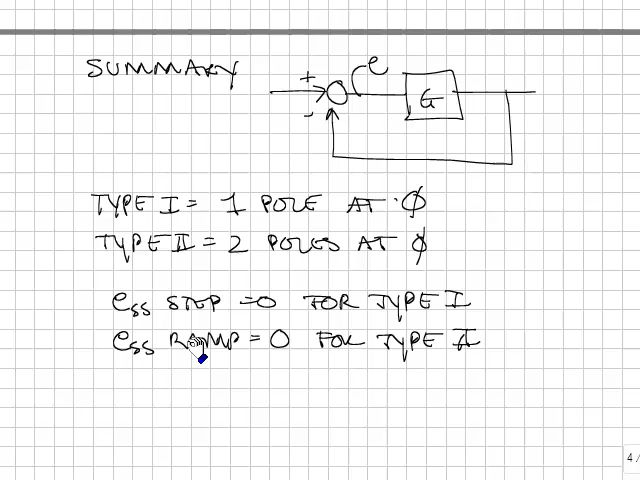 SUMMARY
+
e
-
G
TYPE I = 1 POLE AT φ
TYPE II = 2 POLES AT φ
ess STEP = 0 FOR TYPE I
ess RAMP = 0 FOR TYPE II
4/